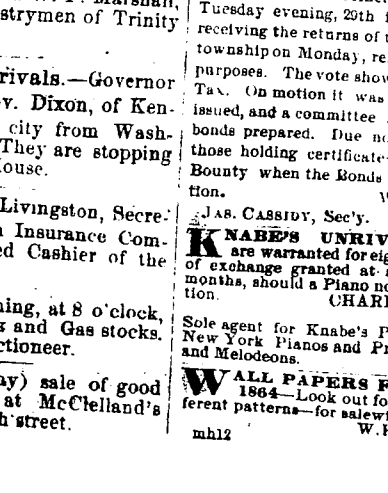 Marshall,
strymen of Trinity
rivals.—Governor
v. Dixon, of Ken-
city from Wash-
They are stopping
House.
Livingston, Secre-
n Insurance Com-
ed Cashier of the
ning, at 8 o'clock,
k and Gas stocks.
ctioneer.
ay) sale of good
at McClelland's
h street.
Tuesday evening, 29th
receiving the returns of
township on Monday, re
purposes. The vote show
Tax. On motion it was
issued, and a committee
bonds prepared. Due no
those holding certificate
Bounty when the Bonds
tion.
JAS. CASSIDY, Sec'y.
KNABE'S UNRIV
are warranted for eig
of exchange granted at
months, should a Piano no
tion. CHAR
Sole agent for Knabe's P
New York Pianos and Pr
and Melodeons.
WALL PAPERS F
1864—Look out fo
ferent patterns—for sale
mh12 W. P